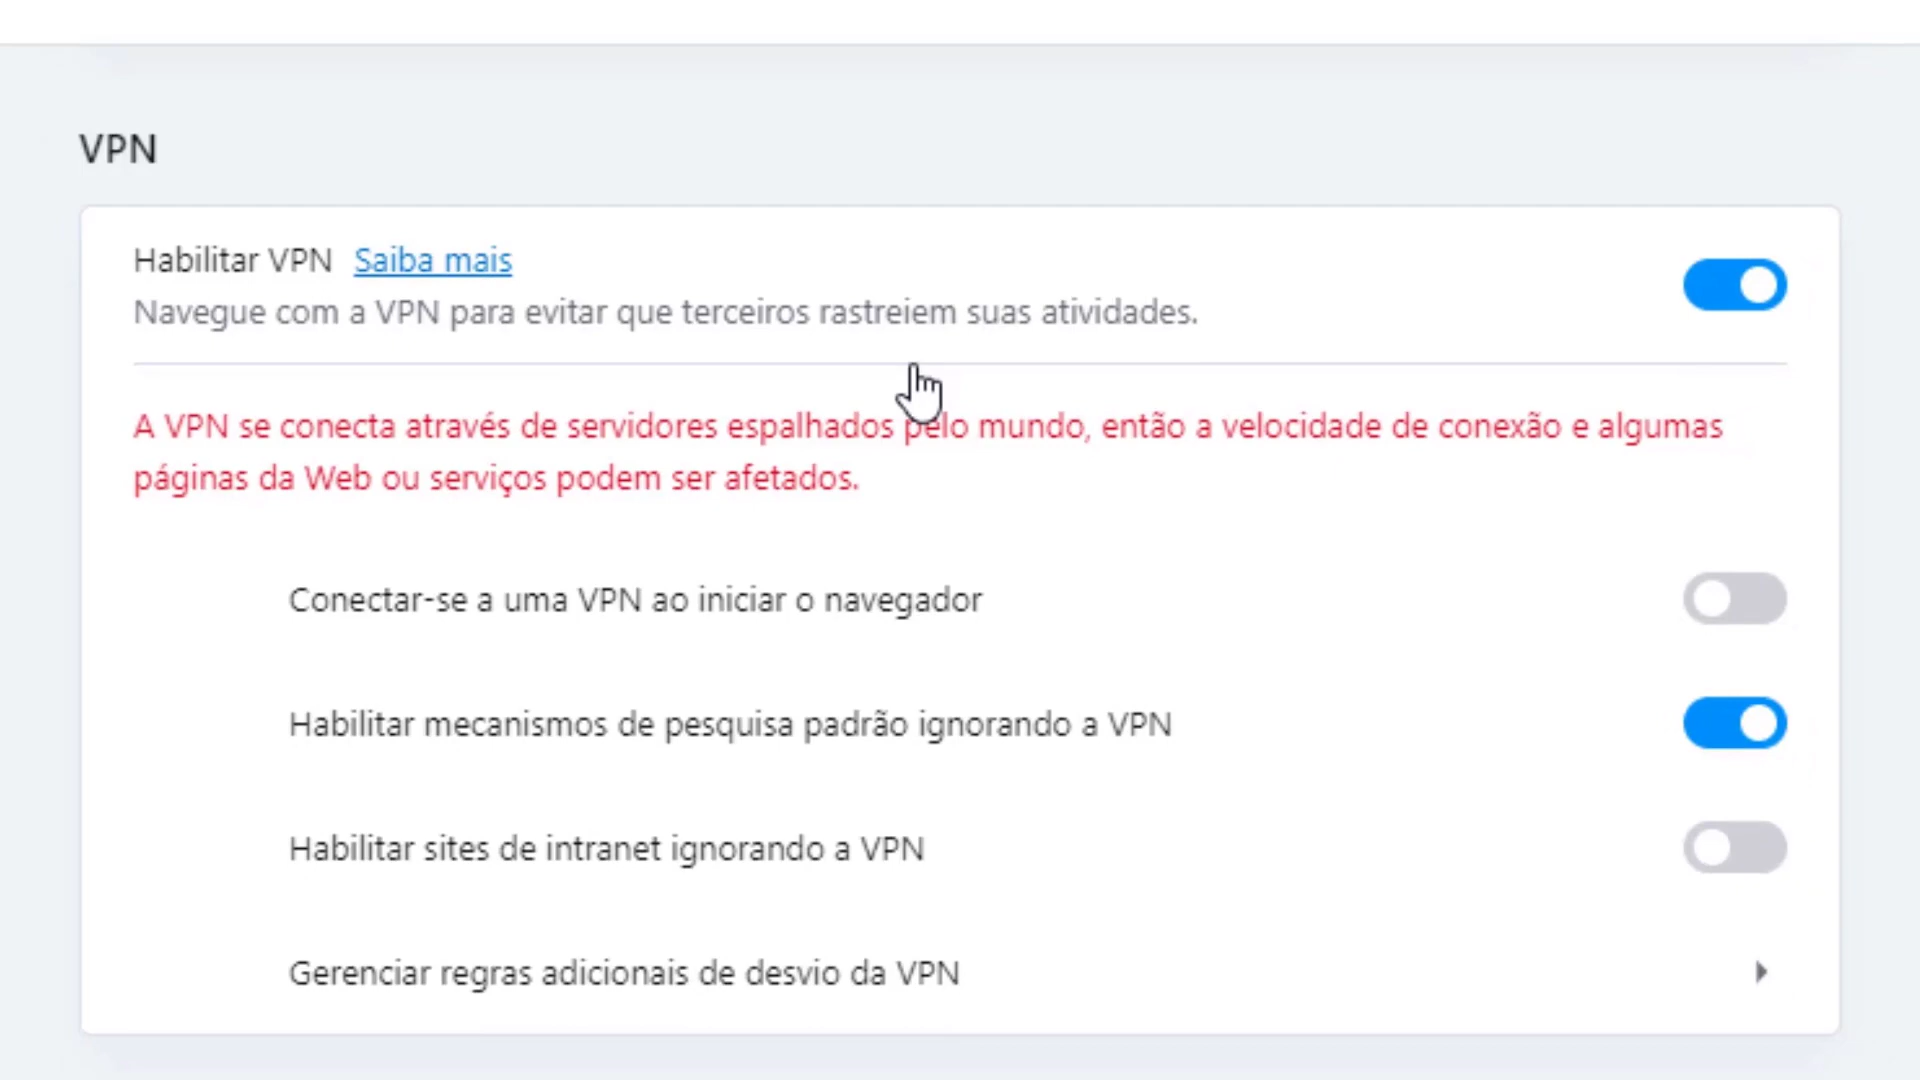 VPN
Habilitar VPN Saiba mais
Navegue com a VPN para evitar que terceiros rastreiem suas atividades.
A VPN se conecta através de servidores espalhados pelo mundo, então a velocidade de conexão e algumas
páginas da Web ou serviços podem ser afetados.
Conectar-se a uma VPN ao iniciar o navegador
Habilitar mecanismos de pesquisa padrão ignorando a VPN
Habilitar sites de intranet ignorando a VPN
Gerenciar regras adicionais de desvio da VPN